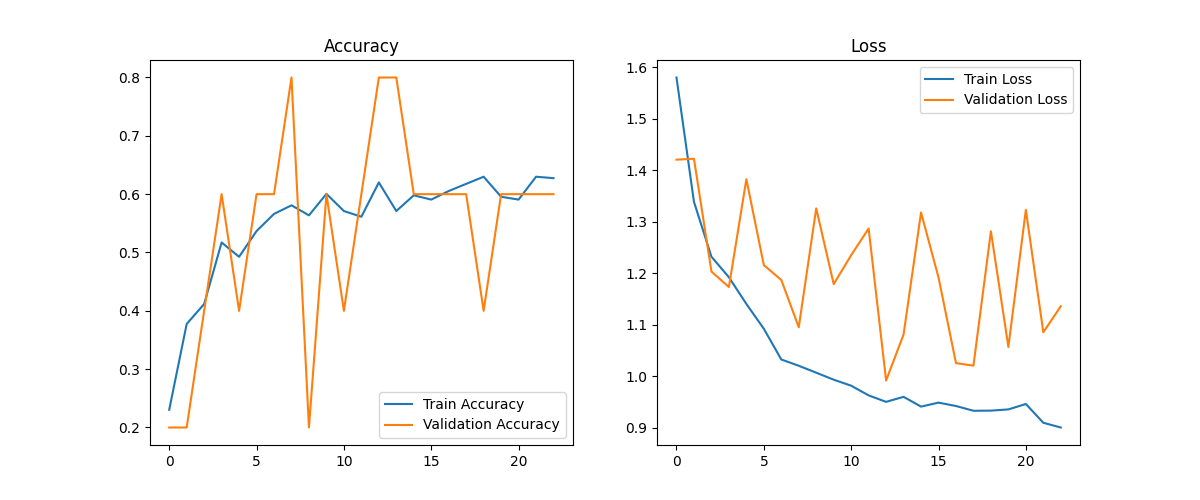 Accuracy
0.8
0.7
0.6
0.5
0.4
0.3
0.2
0 5 10 15 20
Train Accuracy
Validation Accuracy
Loss
1.6
1.5
1.4
1.3
1.2
1.1
1.0
0.9
0 5 10 15 20
Train Loss
Validation Loss